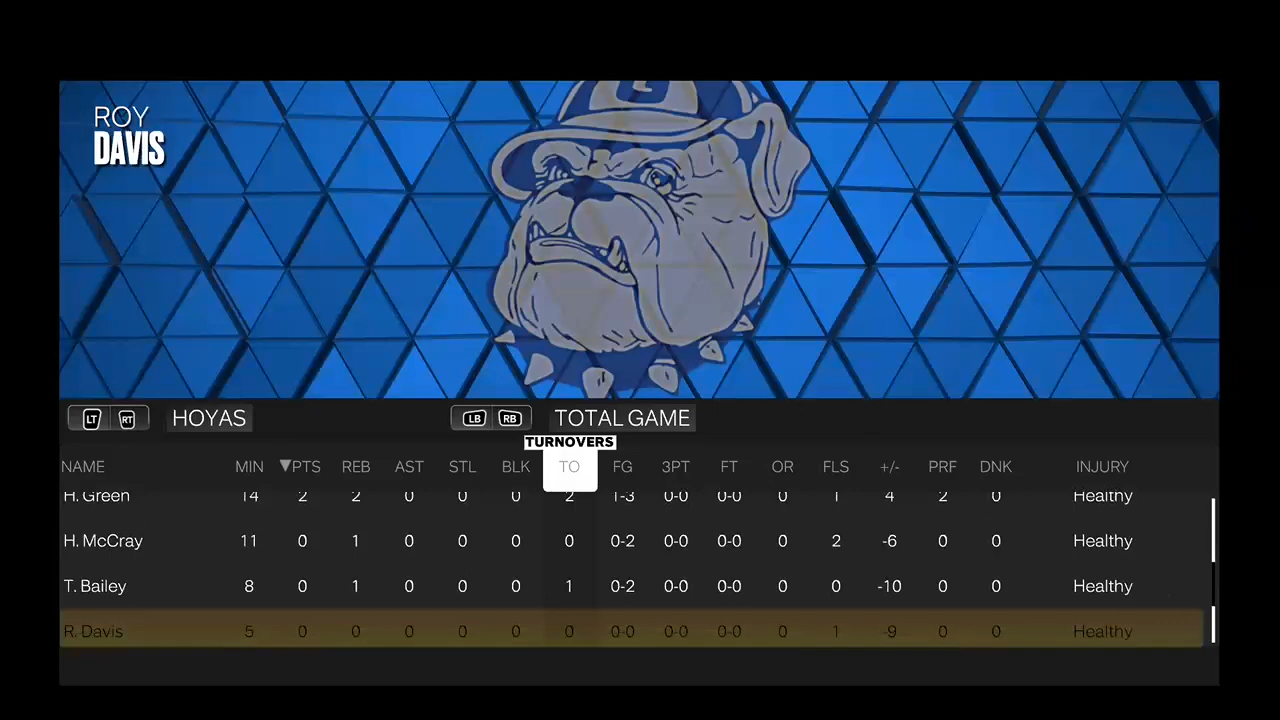 ROY
DAVIS
G
LT RT HOYAS LB RB TOTAL GAME
TURNOVERS
NAME MIN ▼PTS REB AST STL BLK TO FG 3PT FT OR FLS +/- PRF DNK INJURY
H. Green 14 2 2 0 0 0 2 1-3 0-0 0-0 0 1 4 2 0 Healthy
H. McCray 11 0 1 0 0 0 0 0-2 0-0 0-0 0 2 -6 0 0 Healthy
T. Bailey 8 0 1 0 0 0 1 0-2 0-0 0-0 0 0 -10 0 0 Healthy
R. Davis 5 0 0 0 0 0 0 0-0 0-0 0-0 0 1 -9 0 0 Healthy